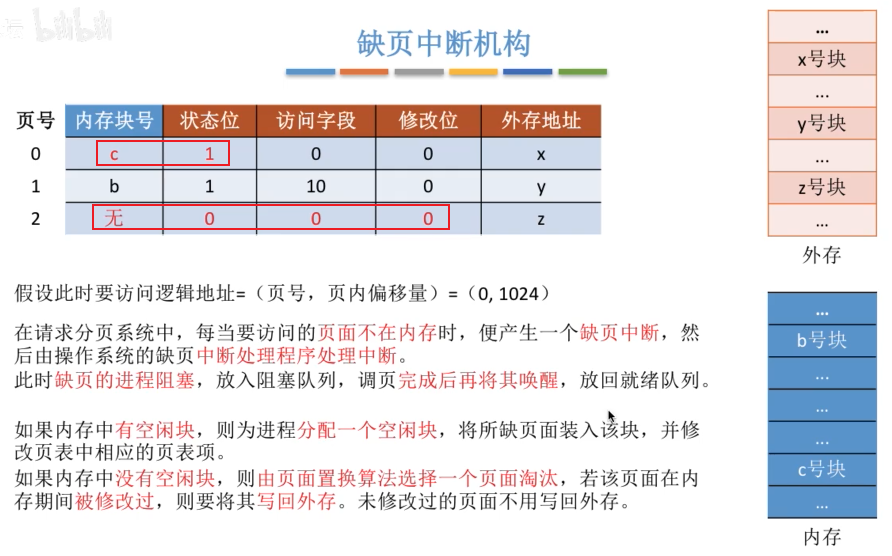 bilibili
缺页中断机构
页号 内存块号 状态位 访问字段 修改位 外存地址
0 c 1 0 0 x
1 b 1 10 0 y
2 无 0 0 0 z
假设此时要访问逻辑地址=（页号，页内偏移量）=（0, 1024）
在请求分页系统中，每当要访问的页面不在内存时，便产生一个缺页中断，然
后由操作系统的缺页中断处理程序处理中断。
此时缺页的进程阻塞，放入阻塞队列，调页完成后再将其唤醒，放回就绪队列。
如果内存中有空闲块，则为进程分配一个空闲块，将所缺页面装入该块，并修
改页表中相应的页表项。
如果内存中没有空闲块，则由页面置换算法选择一个页面淘汰，若该页面在内
存期间被修改过，则要将其写回外存。未修改过的页面不用写回外存。
...
x号块
...
y号块
...
z号块
...
外存
...
b号块
...
...
...
c号块
...
内存